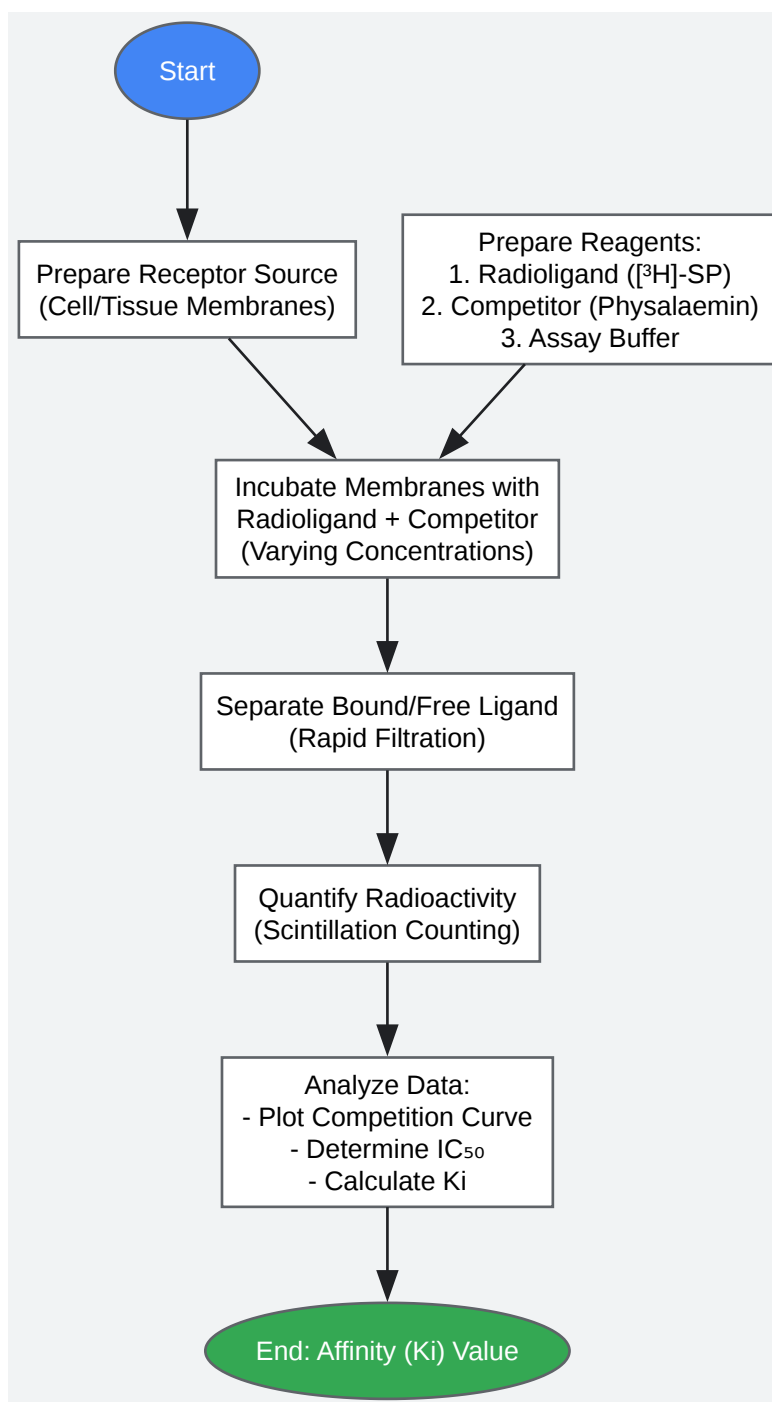 Start
Prepare Receptor Source
(Cell/Tissue Membranes)
Prepare Reagents:
1. Radioligand ([³H]-SP)
2. Competitor (Physalaemin)
3. Assay Buffer
Incubate Membranes with
Radioligand + Competitor
(Varying Concentrations)
Separate Bound/Free Ligand
(Rapid Filtration)
Quantify Radioactivity
(Scintillation Counting)
Analyze Data:
- Plot Competition Curve
- Determine IC₅₀
- Calculate Ki
End: Affinity (Ki) Value